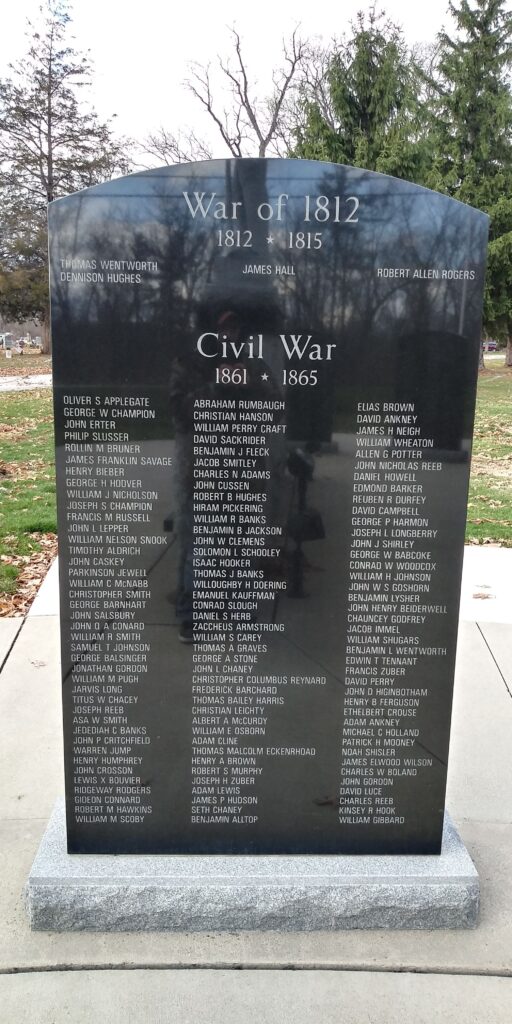 War of 1812
1812 ★ 1815
THOMAS WENTWORTH
DENNISON HUGHES
JAMES HALL
ROBERT ALLEN ROGERS
Civil War
1861 ★ 1865
OLIVER S APPLEGATE
GEORGE W CHAMPION
JOHN ERTER
PHILIP SLUSSER
ROLLIN M BRUNER
JAMES FRANKLIN SAVAGE
HENRY BIEBER
GEORGE H HOOVER
WILLIAM J NICHOLSON
JOSEPH S CHAMPION
FRANCIS M RUSSELL
JOHN L LEPPER
WILLIAM NELSON SNOOK
TIMOTHY ALDRICH
JOHN CASKEY
PARKINSON JEWELL
WILLIAM C McNABB
CHRISTOPHER SMITH
GEORGE BARNHART
JOHN SALSBURY
JOHN Q A CONARD
WILLIAM R SMITH
SAMUEL T JOHNSON
GEORGE BALSINGER
JONATHAN GORDON
WILLIAM M PUGH
JARVIS LONG
TITUS W CHACEY
JOSEPH REEB
ASA W SMITH
JEDEDIAH C BANKS
JOHN P CRITCHFIELD
WARREN JUMP
HENRY HUMPHREY
JOHN CROSSON
LEWIS X BOUVIER
RIDGEWAY RODGERS
GIDEON CONNARD
ROBERT M HAWKINS
WILLIAM M SCOBY
ABRAHAM RUMBAUGH
CHRISTIAN HANSON
WILLIAM PERRY CRAFT
DAVID SACKRIDER
BENJAMIN J FLECK
JACOB SMITLEY
CHARLES N ADAMS
JOHN CUSSEN
ROBERT B HUGHES
HIRAM PICKERING
WILLIAM R BANKS
BENJAMIN B JACKSON
JOHN W CLEMENS
SOLOMON L SCHOOLEY
ISAAC HOOKER
THOMAS J BANKS
WILLOUGHBY H DOERING
EMANUEL KAUFFMAN
CONRAD SLOUGH
DANIEL S HERB
ZACCHEUS ARMSTRONG
WILLIAM S CAREY
THOMAS A GRAVES
GEORGE A STONE
JOHN L CHANEY
CHRISTOPHER COLUMBUS REYNARD
FREDERICK BARCHARD
THOMAS BAILEY HARRIS
CHRISTIAN LEICHTY
ALBERT A McCURDY
WILLIAM E OSBORN
ADAM CLINE
THOMAS MALCOLM ECKENRHOAD
HENRY A BROWN
ROBERT S MURPHY
JOSEPH H ZUBER
ADAM LEWIS
JAMES P HUDSON
SETH CHANEY
BENJAMIN ALLTOP
ELIAS BROWN
DAVID ANKNEY
JAMES H NEIGH
WILLIAM WHEATON
ALLEN G POTTER
JOHN NICHOLAS REEB
DANIEL HOWELL
EDMOND BARKER
REUBEN R DURFEY
DAVID CAMPBELL
GEORGE P HARMON
JOSEPH L LONGBERRY
JOHN J SHIRLEY
GEORGE W BABCOKE
CONRAD W WOODCOX
WILLIAM H JOHNSON
JOHN W S GOSHORN
BENJAMIN LYSHER
JOHN HENRY BEIDERWELL
CHAUNCEY GODFREY
JACOB IMMEL
WILLIAM SHUGARS
BENJAMIN L WENTWORTH
EDWIN T TENNANT
FRANCIS ZUBER
DAVID PERRY
JOHN D HIGINBOTHAM
HENRY B FERGUSON
ETHELBERT CROUSE
ADAM ANKNEY
MICHAEL C HOLLAND
PATRICK H MOONEY
NOAH SHISLER
JAMES ELWOOD WILSON
CHARLES W BOLAND
JOHN GORDON
DAVID LUCE
CHARLES REEB
KINSEY R HOOK
WILLIAM GIBBARD